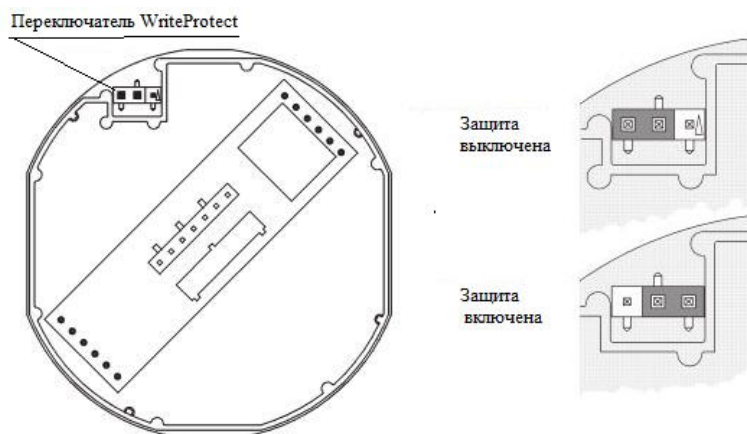 Переключатель WriteProtect
Защита
выключена
Защита
включена